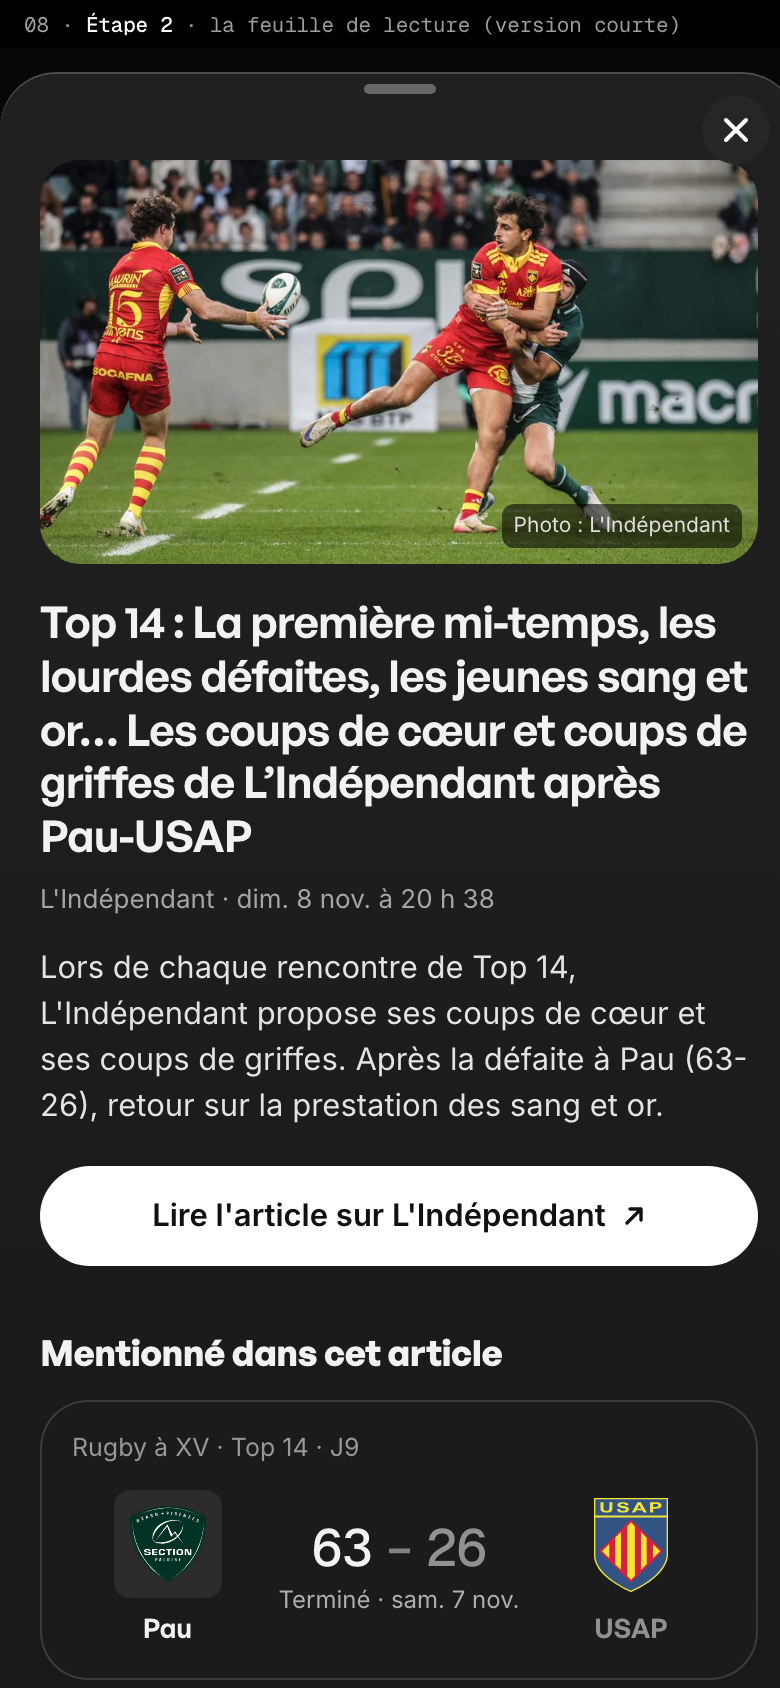 08 · Étape 2 · la feuille de lecture (version courte)
15
SOCAFNA
macr
Photo : L'Indépendant
Top 14 : La première mi-temps, les
lourdes défaites, les jeunes sang et
or… Les coups de cœur et coups de
griffes de L’Indépendant après
Pau-USAP
L'Indépendant · dim. 8 nov. à 20 h 38
Lors de chaque rencontre de Top 14,
L'Indépendant propose ses coups de cœur et
ses coups de griffes. Après la défaite à Pau (63-
26), retour sur la prestation des sang et or.
Lire l'article sur L'Indépendant
Mentionné dans cet article
Rugby à XV · Top 14 · J9
SECTION
PALOISE
USAP
63 – 26
Terminé · sam. 7 nov.
Pau
USAP